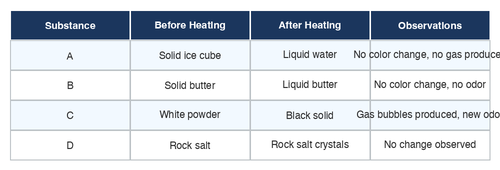 Substance Before Heating After Heating Observations
A Solid ice cube Liquid water No color change, no gas produce
B Solid butter Liquid butter No color change, no odor
C White powder Black solid Gas bubbles produced, new odo
D Rock salt Rock salt crystals No change observed